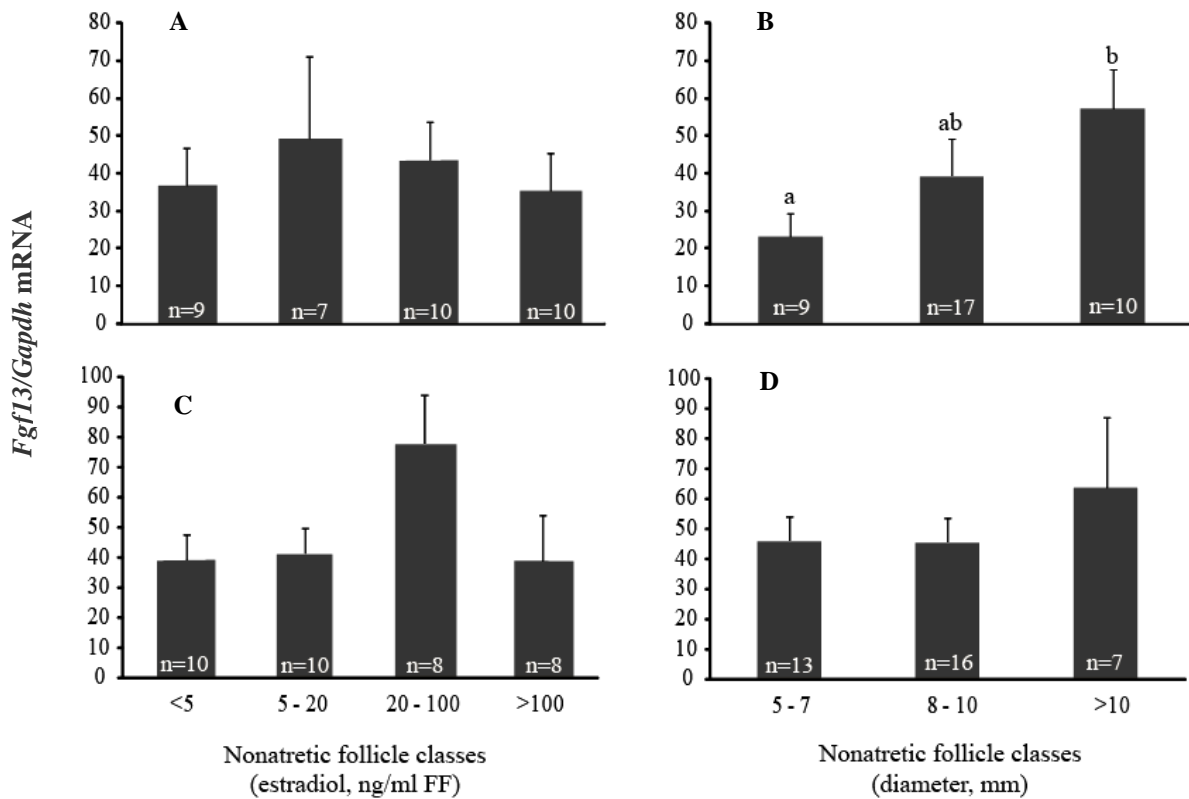 Fgf13/Gapdh mRNA
A
80
70
60
50
40
30
20
10
0
n=9
n=7
n=10
n=10
B
80
70
60
50
40
30
20
10
0
a
ab
b
n=9
n=17
n=10
C
100
90
80
70
60
50
40
30
20
10
0
n=10
n=10
n=8
n=8
<5
5 - 20
20 - 100
>100
Nonatretic follicle classes
(estradiol, ng/ml FF)
D
100
90
80
70
60
50
40
30
20
10
0
n=13
n=16
n=7
5 - 7
8 - 10
>10
Nonatretic follicle classes
(diameter, mm)